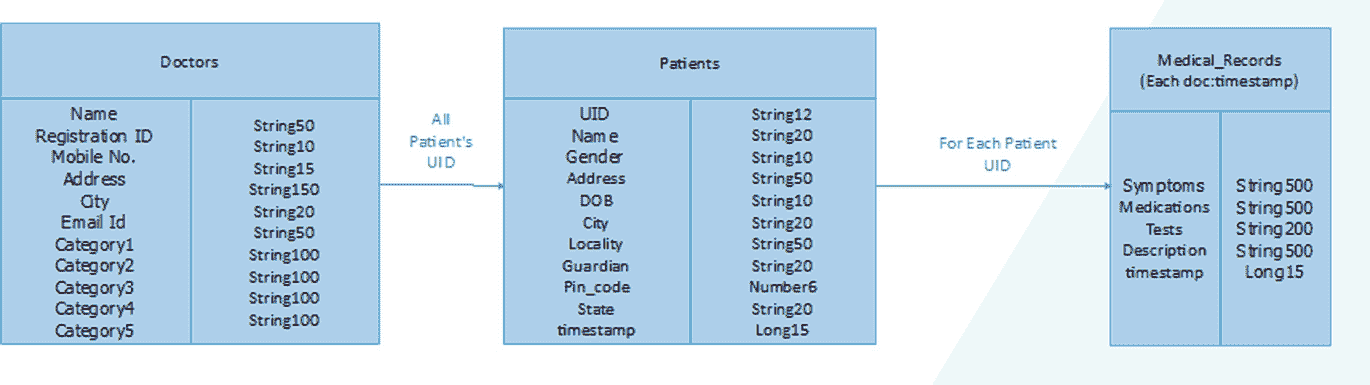 Doctors
Name
Registration ID
Mobile No.
Address
City
Email Id
Category1
Category2
Category3
Category4
Category5
String50
String10
String15
String150
String20
String50
String100
String100
String100
String100
All
Patient's
UID
Patients
UID
Name
Gender
Address
DOB
City
Locality
Guardian
Pin_code
State
timestamp
String12
String20
String10
String50
String10
String20
String50
String20
Number6
String20
Long15
For Each Patient
UID
Medical_Records
(Each doc:timestamp)
Symptoms
Medications
Tests
Description
timestamp
String500
String500
String200
String500
Long15